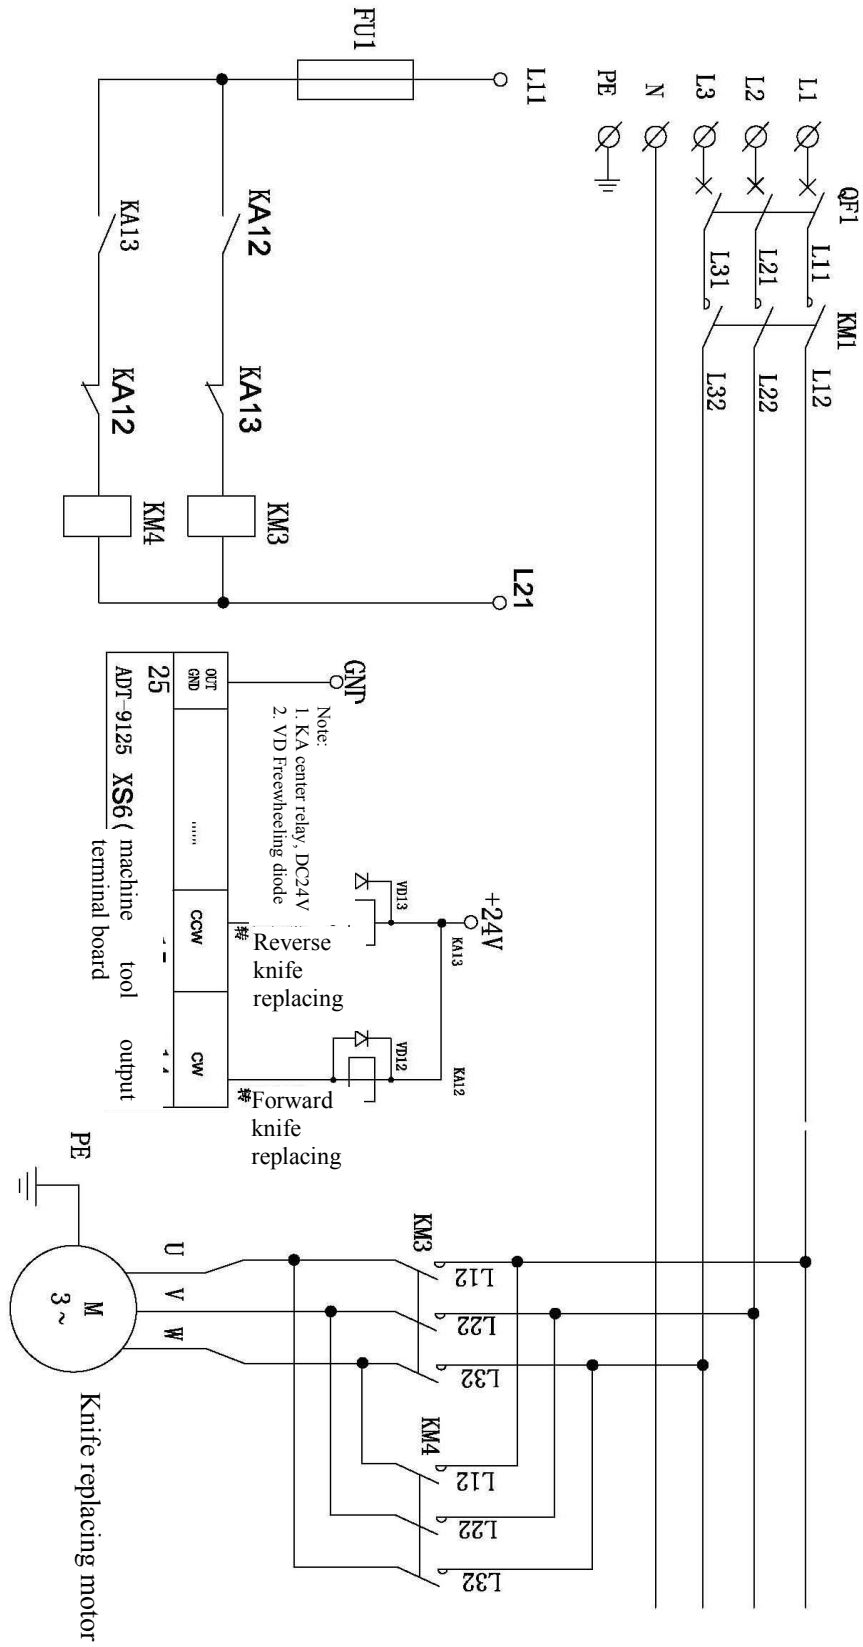 L1
L2
L3
N
PE
QF1
L11
L21
L31
KM1
L12
L22
L32
FU1
L11
KA12
KA13
KA13
KA12
KM3
KM4
L21
GND
Note:
1. KA center relay, DC24V
2. VD Freewheeling diode
+24V
KA13
VD13
KA12
VD12
OUT
GND
......
CCW
CW
25
转
Reverse
knife
replacing
转
Forward
knife
replacing
ADT-9125 XS6( machine tool output
terminal board
KM3
L12
L22
L32
KM4
L12
L22
L32
PE
U
V
W
M
3~
Knife replacing motor